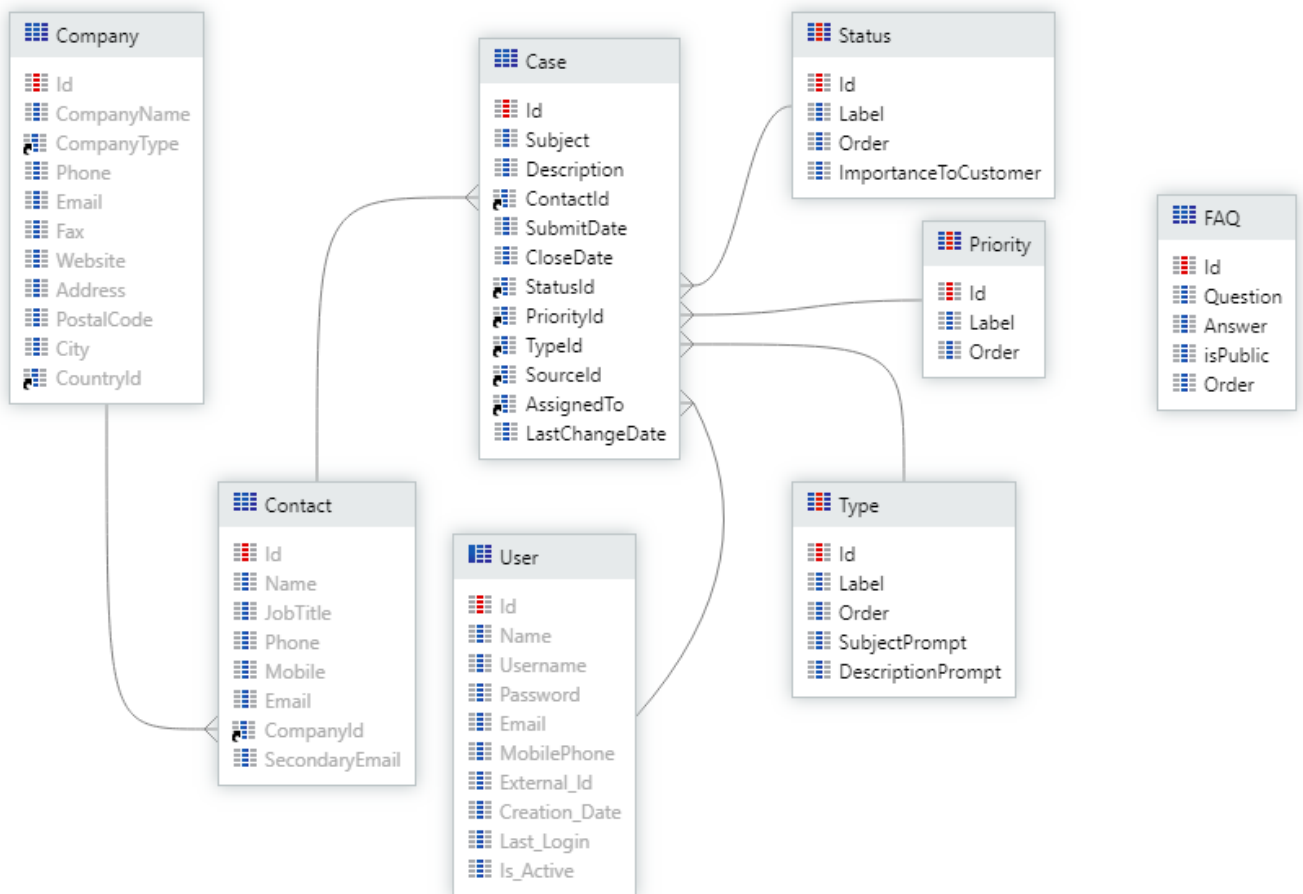 Company
Id
CompanyName
CompanyType
Phone
Email
Fax
Website
Address
PostalCode
City
CountryId
Case
Id
Subject
Description
ContactId
SubmitDate
CloseDate
StatusId
PriorityId
TypeId
SourceId
AssignedTo
LastChangeDate
Status
Id
Label
Order
ImportanceToCustomer
Priority
Id
Label
Order
FAQ
Id
Question
Answer
isPublic
Order
Contact
Id
Name
JobTitle
Phone
Mobile
Email
CompanyId
SecondaryEmail
User
Id
Name
Username
Password
Email
MobilePhone
External_Id
Creation_Date
Last_Login
Is_Active
Type
Id
Label
Order
SubjectPrompt
DescriptionPrompt